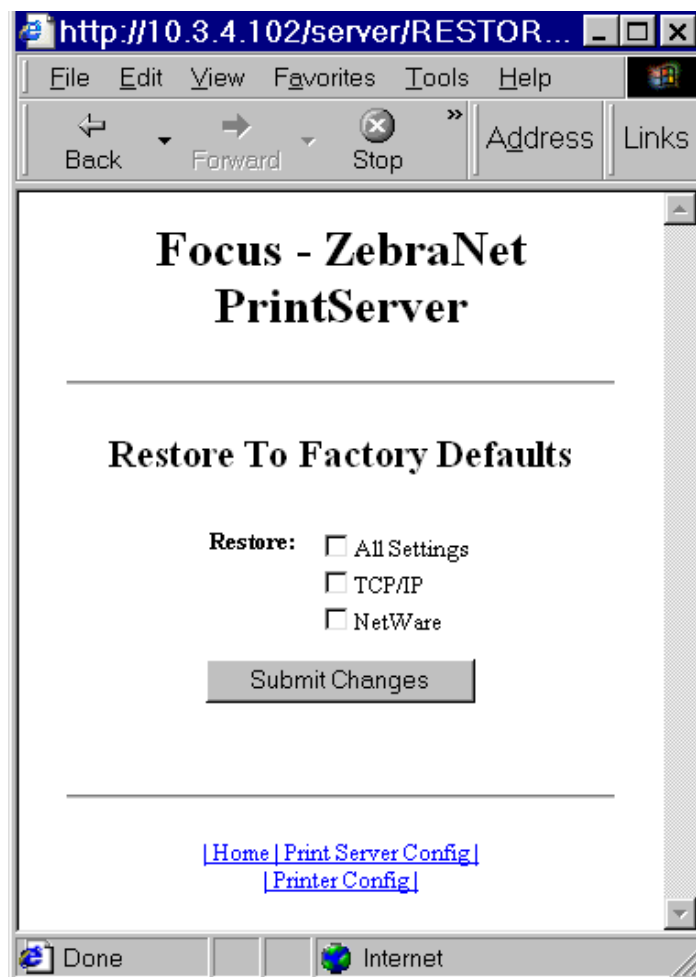 http://10.3.4.102/server/RESTOR...
File Edit View Favorites Tools Help
Back Forward Stop » Address Links
Focus - ZebraNet
PrintServer
Restore To Factory Defaults
Restore: All Settings
TCP/IP
NetWare
Submit Changes
| Home | Print Server Config |
| Printer Config |
Done Internet